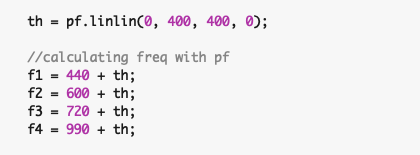 th = pf.linlin(0, 400, 400, 0);
//calculating freq with pf
f1 = 440 + th;
f2 = 600 + th;
f3 = 720 + th;
f4 = 990 + th;